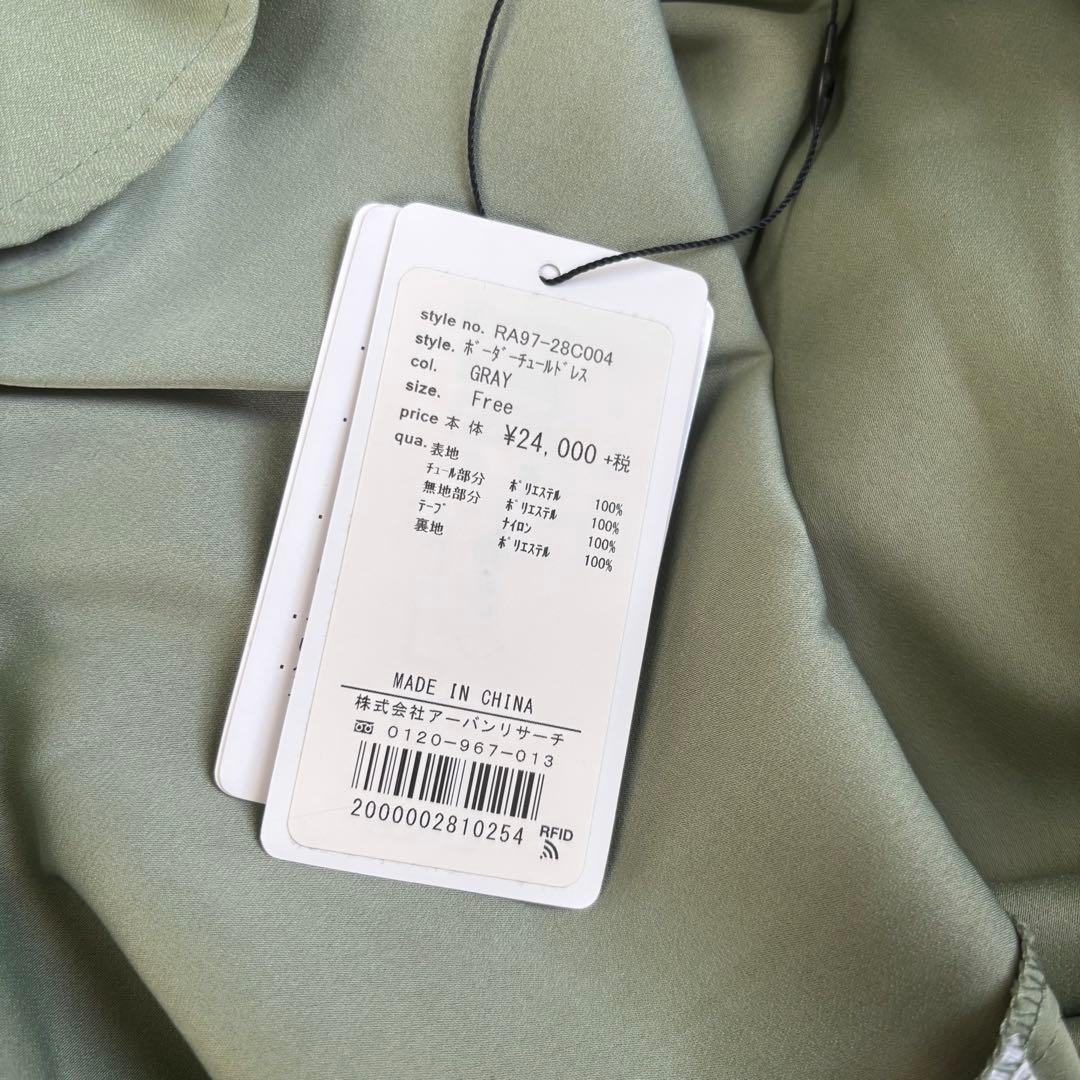 style no. RA97-28C004
style. ﾎﾞｰﾀﾞｰﾁｭｰﾙﾄﾞﾚｽ
col. GRAY
size. Free
price 本体 ¥24,000 +税
qua. 表地
ﾁｭｰﾙ部分 ﾎﾟﾘｴｽﾃﾙ 100%
無地部分 ﾎﾟﾘｴｽﾃﾙ 100%
ﾃｰﾌﾟ ﾅｲﾛﾝ 100%
裏地 ﾎﾟﾘｴｽﾃﾙ 100%
MADE IN CHINA
株式会社アーバンリサーチ
0120-967-013
2000002810254 RFID